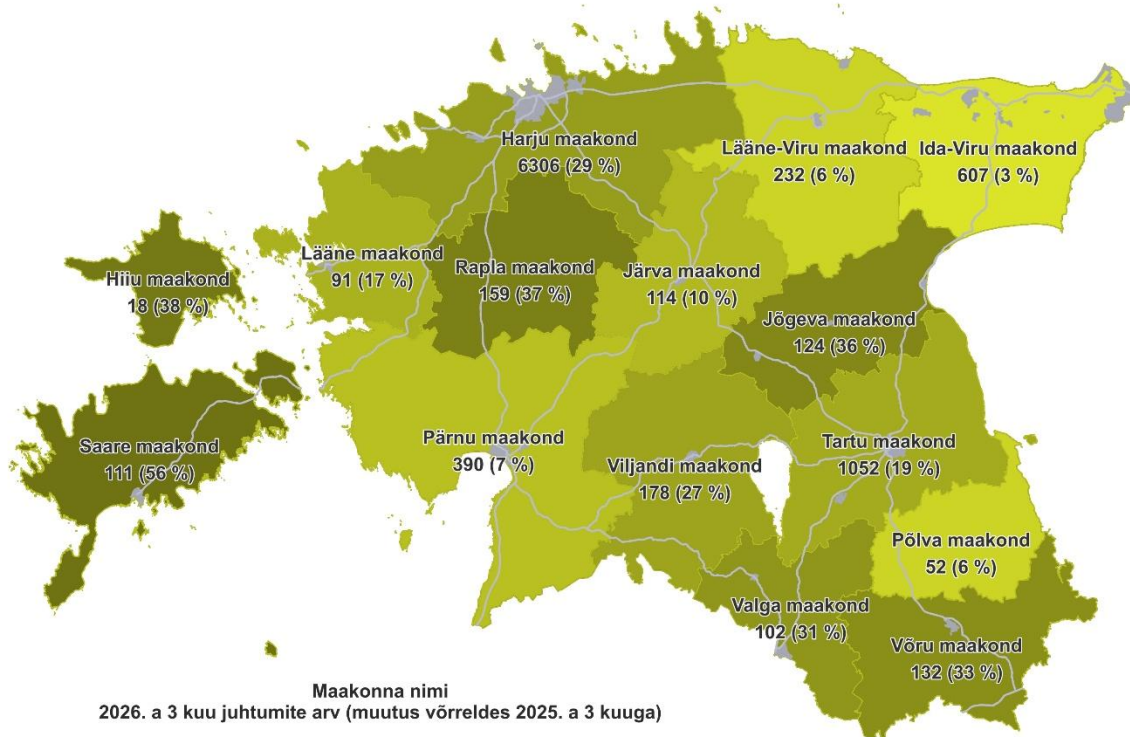 Harju maakond
6306 (29 %)
Lääne-Viru maakond
232 (6 %)
Ida-Viru maakond
607 (3 %)
Hiiu maakond
18 (38 %)
Lääne maakond
91 (17 %)
Rapla maakond
159 (37 %)
Järva maakond
114 (10 %)
Jõgeva maakond
124 (36 %)
Saare maakond
111 (56 %)
Pärnu maakond
390 (7 %)
Viljandi maakond
178 (27 %)
Tartu maakond
1052 (19 %)
Põlva maakond
52 (6 %)
Valga maakond
102 (31 %)
Võru maakond
132 (33 %)
Maakonna nimi
2026. a 3 kuu juhtumite arv (muutus võrreldes 2025. a 3 kuuga)